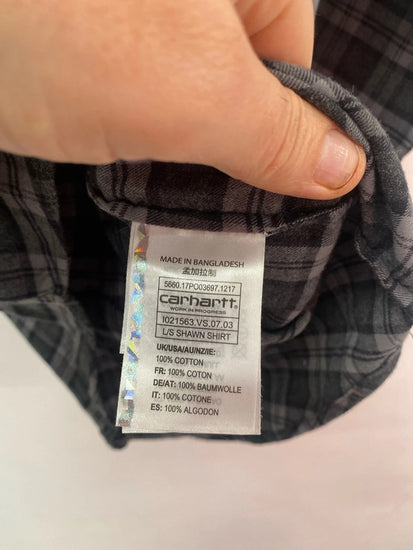 MADE IN BANGLADESH
孟加拉制
5660.17PO03697.1217
carhartt
WORK IN PROGRESS
I021563.VS.07.03
L/S SHAWN SHIRT
UK/USA/AU/NZ/IE:
100% COTTON
FR: 100% COTON
DE/AT: 100% BAUMWOLLE
IT: 100% COTONE
ES: 100% ALGODON